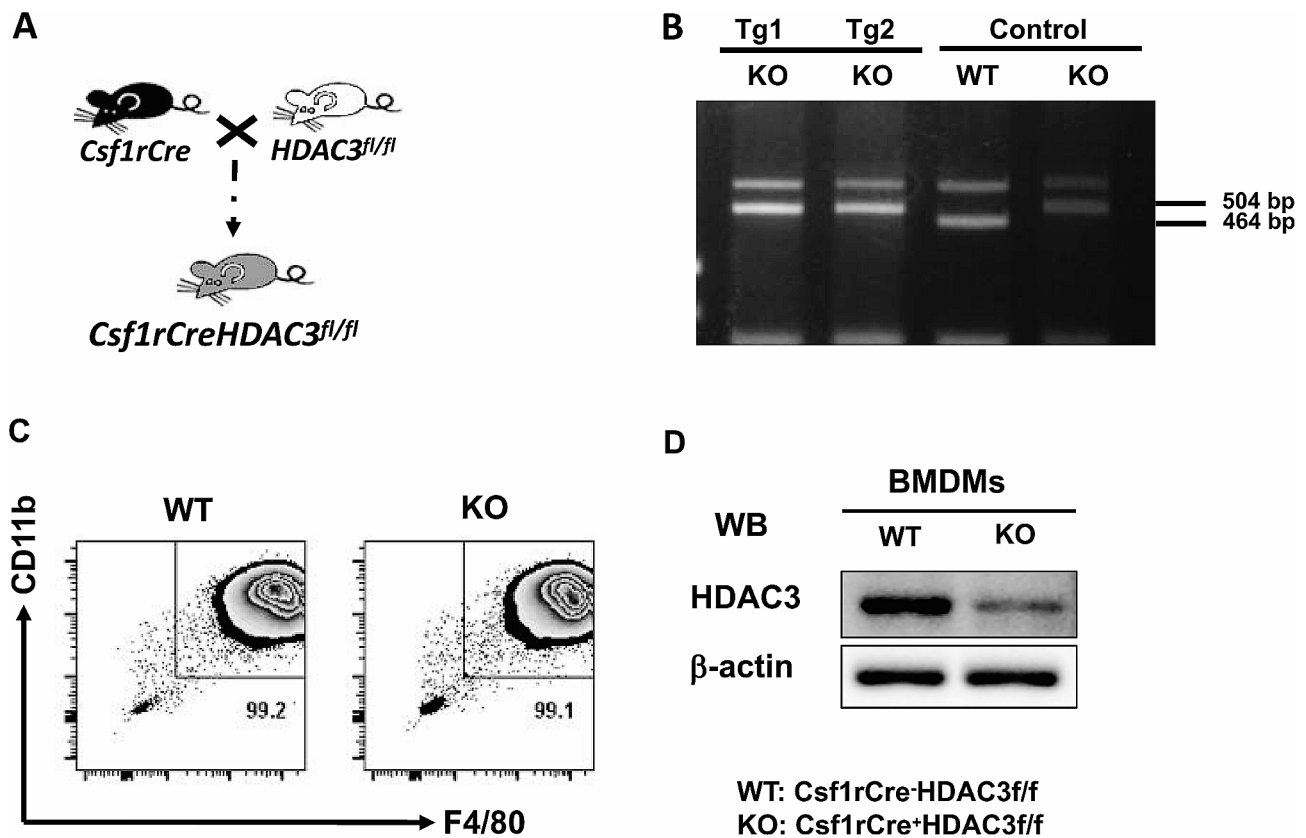 A
Csf1rCre
HDAC3fl/fl
Csf1rCreHDAC3fl/fl
B
Tg1 Tg2 Control
KO KO WT KO
504 bp
464 bp
C
WT KO
CD11b
99.2
99.1
F4/80
D
BMDMs
WB WT KO
HDAC3
β-actin
WT: Csf1rCre-HDAC3f/f
KO: Csf1rCre+HDAC3f/f